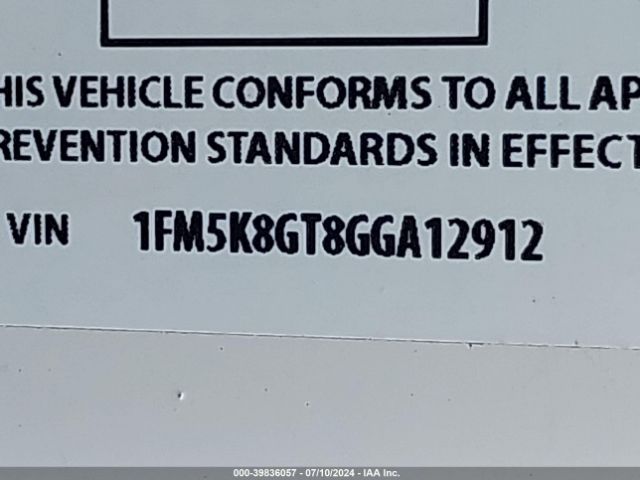 HIS VEHICLE CONFORMS TO ALL AP
REVENTION STANDARDS IN EFFECT
VIN 1FM5K8GT8GGA12912
000-39836057 - 07/10/2024 - IAA Inc.